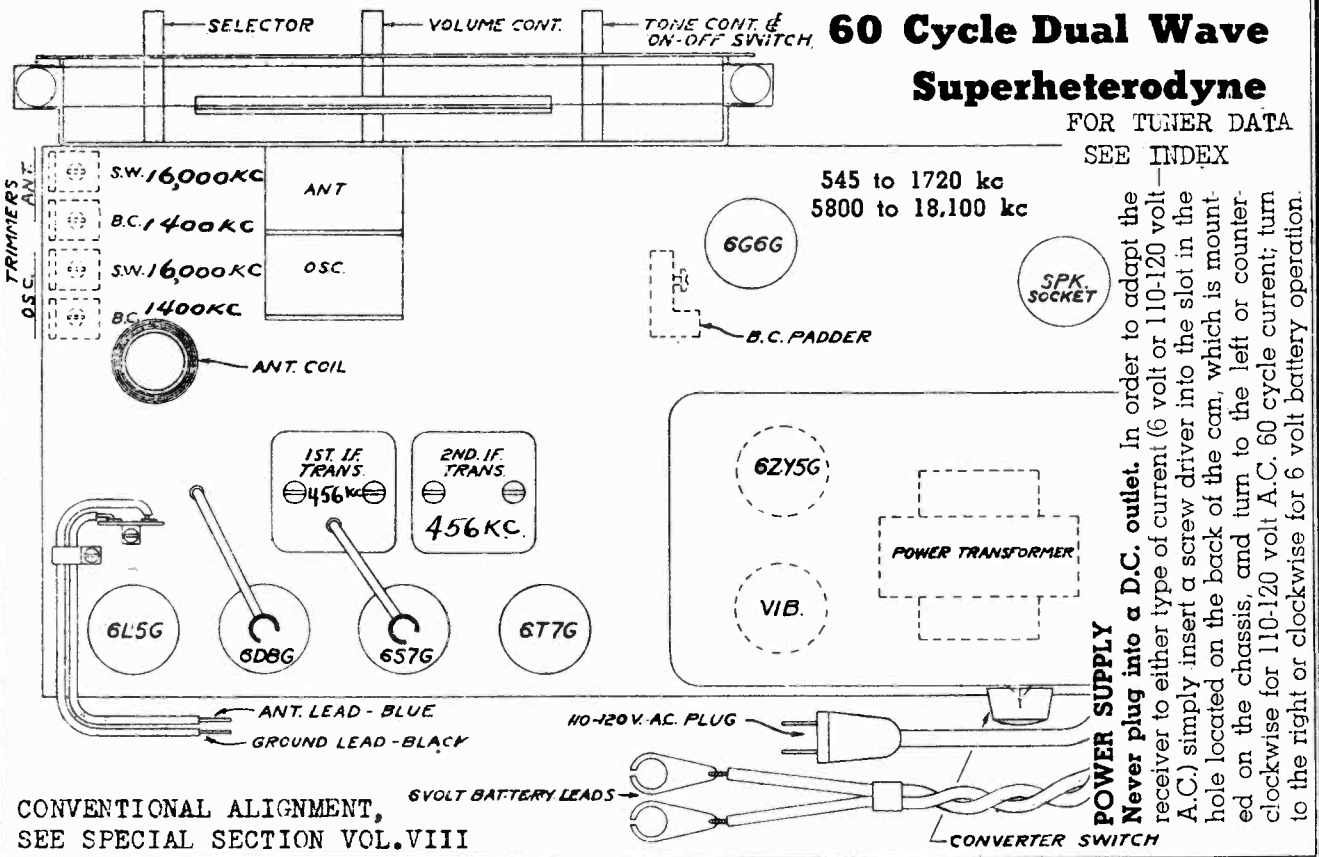 SELECTOR
VOLUME CONT.
TONE CONT. &
ON-OFF SWITCH
60 Cycle Dual Wave
Superheterodyne
FOR TUNER DATA
SEE INDEX
TRIMMERS
ANT.
OSC.
S.W. 16,000KC
B.C. 1400KC
S.W. 16,000KC
B.C. 1400KC
ANT
OSC.
545 to 1720 kc
5800 to 18,100 kc
6G6G
SPK.
SOCKET
B.C. PADDER
ANT. COIL
1ST. I.F.
TRANS.
456KC
2ND. I.F.
TRANS.
456 KC.
6ZY5G
POWER TRANSFORMER
VIB.
6L5G
6D8G
6S7G
6T7G
ANT. LEAD - BLUE
GROUND LEAD - BLACK
110-120V. AC. PLUG
6 VOLT BATTERY LEADS
CONVERTER SWITCH
CONVENTIONAL ALIGNMENT,
SEE SPECIAL SECTION VOL.VIII
POWER SUPPLY
Never plug into a D.C. outlet. In order to adapt the
receiver to either type of current (6 volt or 110-120 volt
A.C.) simply insert a screw driver into the slot in the
hole located on the back of the can, which is mount-
ed on the chassis, and turn to the left or counter-
clockwise for 110-120 volt A.C. 60 cycle current; turn
to the right or clockwise for 6 volt battery operation.